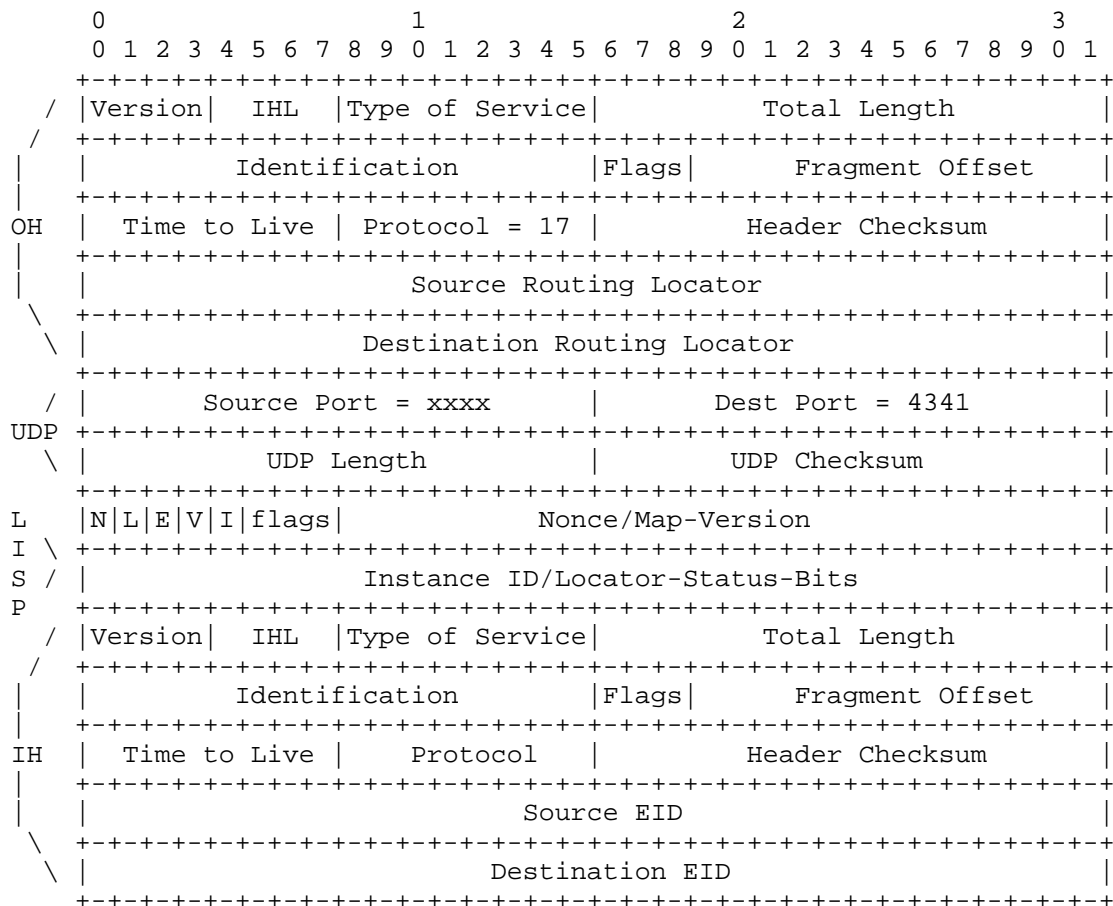 0                   1                   2                   3
        0 1 2 3 4 5 6 7 8 9 0 1 2 3 4 5 6 7 8 9 0 1 2 3 4 5 6 7 8 9 0 1
       +-+-+-+-+-+-+-+-+-+-+-+-+-+-+-+-+-+-+-+-+-+-+-+-+-+-+-+-+-+-+-+-+
     / |Version|  IHL  |Type of Service|          Total Length         |
    /  +-+-+-+-+-+-+-+-+-+-+-+-+-+-+-+-+-+-+-+-+-+-+-+-+-+-+-+-+-+-+-+-+
   |   |         Identification        |Flags|      Fragment Offset    |
   |   +-+-+-+-+-+-+-+-+-+-+-+-+-+-+-+-+-+-+-+-+-+-+-+-+-+-+-+-+-+-+-+-+
   OH  |  Time to Live | Protocol = 17 |         Header Checksum       |
   |   +-+-+-+-+-+-+-+-+-+-+-+-+-+-+-+-+-+-+-+-+-+-+-+-+-+-+-+-+-+-+-+-+
   |   |                    Source Routing Locator                     |
    \  +-+-+-+-+-+-+-+-+-+-+-+-+-+-+-+-+-+-+-+-+-+-+-+-+-+-+-+-+-+-+-+-+
     \ |                 Destination Routing Locator                   |
       +-+-+-+-+-+-+-+-+-+-+-+-+-+-+-+-+-+-+-+-+-+-+-+-+-+-+-+-+-+-+-+-+
     / |       Source Port = xxxx      |       Dest Port = 4341        |
   UDP +-+-+-+-+-+-+-+-+-+-+-+-+-+-+-+-+-+-+-+-+-+-+-+-+-+-+-+-+-+-+-+-+
     \ |           UDP Length          |        UDP Checksum           |
       +-+-+-+-+-+-+-+-+-+-+-+-+-+-+-+-+-+-+-+-+-+-+-+-+-+-+-+-+-+-+-+-+
   L   |N|L|E|V|I|flags|            Nonce/Map-Version                  |
   I \ +-+-+-+-+-+-+-+-+-+-+-+-+-+-+-+-+-+-+-+-+-+-+-+-+-+-+-+-+-+-+-+-+
   S / |                 Instance ID/Locator-Status-Bits               |
   P   +-+-+-+-+-+-+-+-+-+-+-+-+-+-+-+-+-+-+-+-+-+-+-+-+-+-+-+-+-+-+-+-+
     / |Version|  IHL  |Type of Service|          Total Length         |
    /  +-+-+-+-+-+-+-+-+-+-+-+-+-+-+-+-+-+-+-+-+-+-+-+-+-+-+-+-+-+-+-+-+
   |   |         Identification        |Flags|      Fragment Offset    |
   |   +-+-+-+-+-+-+-+-+-+-+-+-+-+-+-+-+-+-+-+-+-+-+-+-+-+-+-+-+-+-+-+-+
   IH  |  Time to Live |    Protocol   |         Header Checksum       |
   |   +-+-+-+-+-+-+-+-+-+-+-+-+-+-+-+-+-+-+-+-+-+-+-+-+-+-+-+-+-+-+-+-+
   |   |                           Source EID                          |
    \  +-+-+-+-+-+-+-+-+-+-+-+-+-+-+-+-+-+-+-+-+-+-+-+-+-+-+-+-+-+-+-+-+
     \ |                         Destination EID                       |
       +-+-+-+-+-+-+-+-+-+-+-+-+-+-+-+-+-+-+-+-+-+-+-+-+-+-+-+-+-+-+-+-+